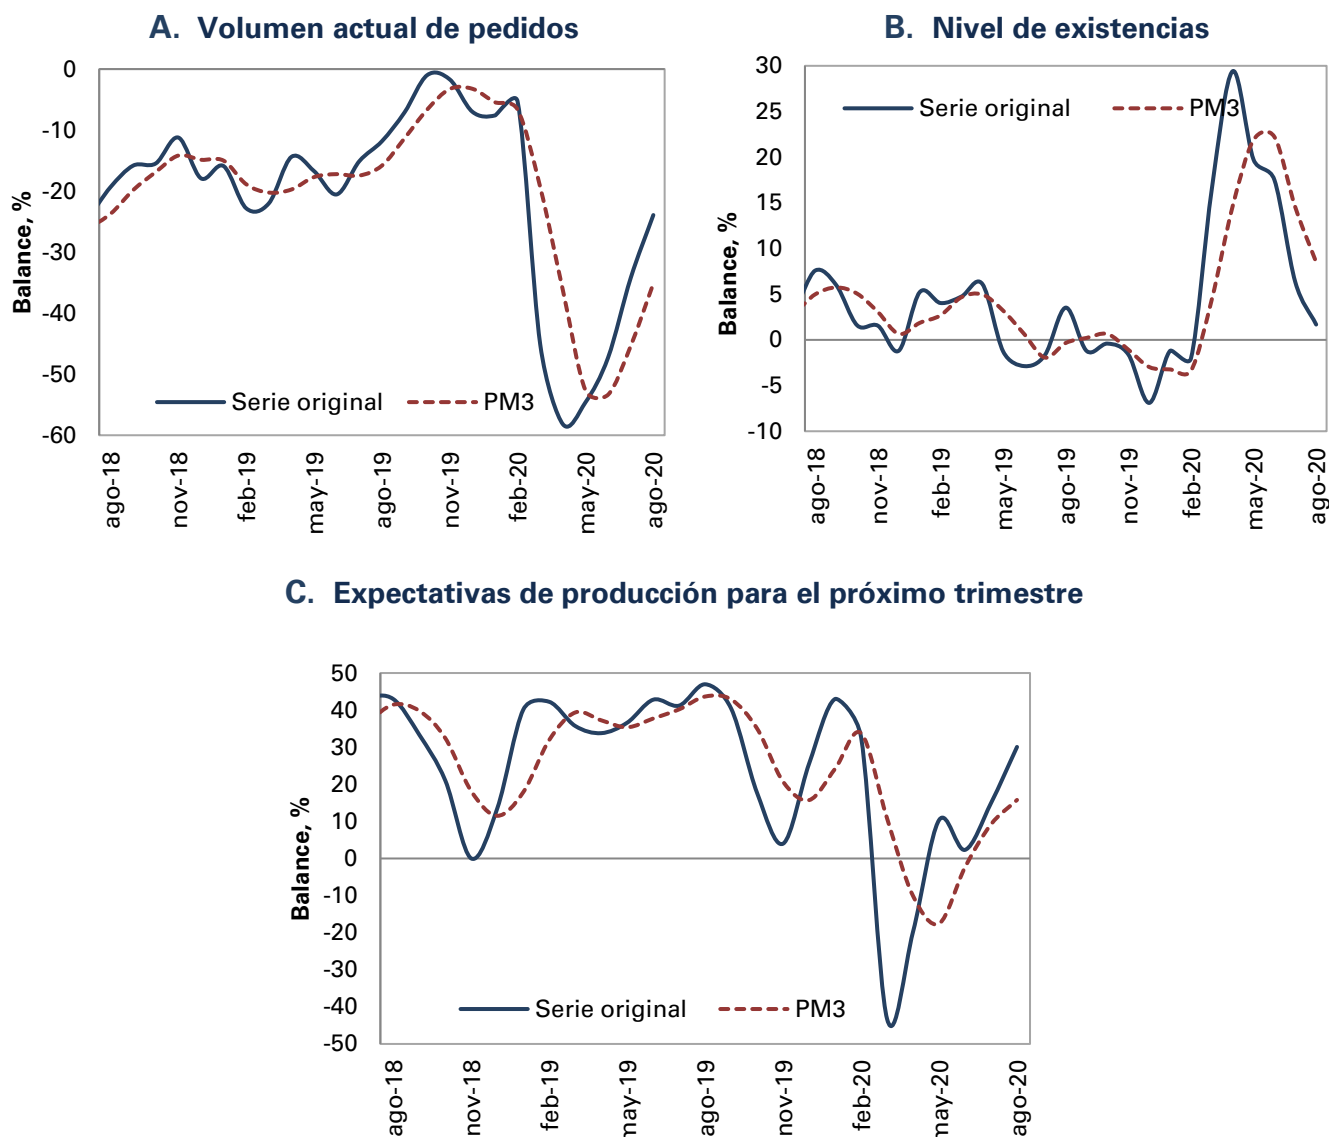 A. Volumen actual de pedidos
0
-10
-20
-30
-40
-50
-60
Balance, %
Serie original
PM3
ago-18
nov-18
feb-19
may-19
ago-19
nov-19
feb-20
may-20
ago-20
B. Nivel de existencias
30
25
20
15
10
5
0
-5
-10
Balance, %
Serie original
PM3
ago-18
nov-18
feb-19
may-19
ago-19
nov-19
feb-20
may-20
ago-20
C. Expectativas de producción para el próximo trimestre
50
40
30
20
10
0
-10
-20
-30
-40
-50
Balance, %
Serie original
PM3
ago-18
nov-18
feb-19
may-19
ago-19
nov-19
feb-20
may-20
ago-20